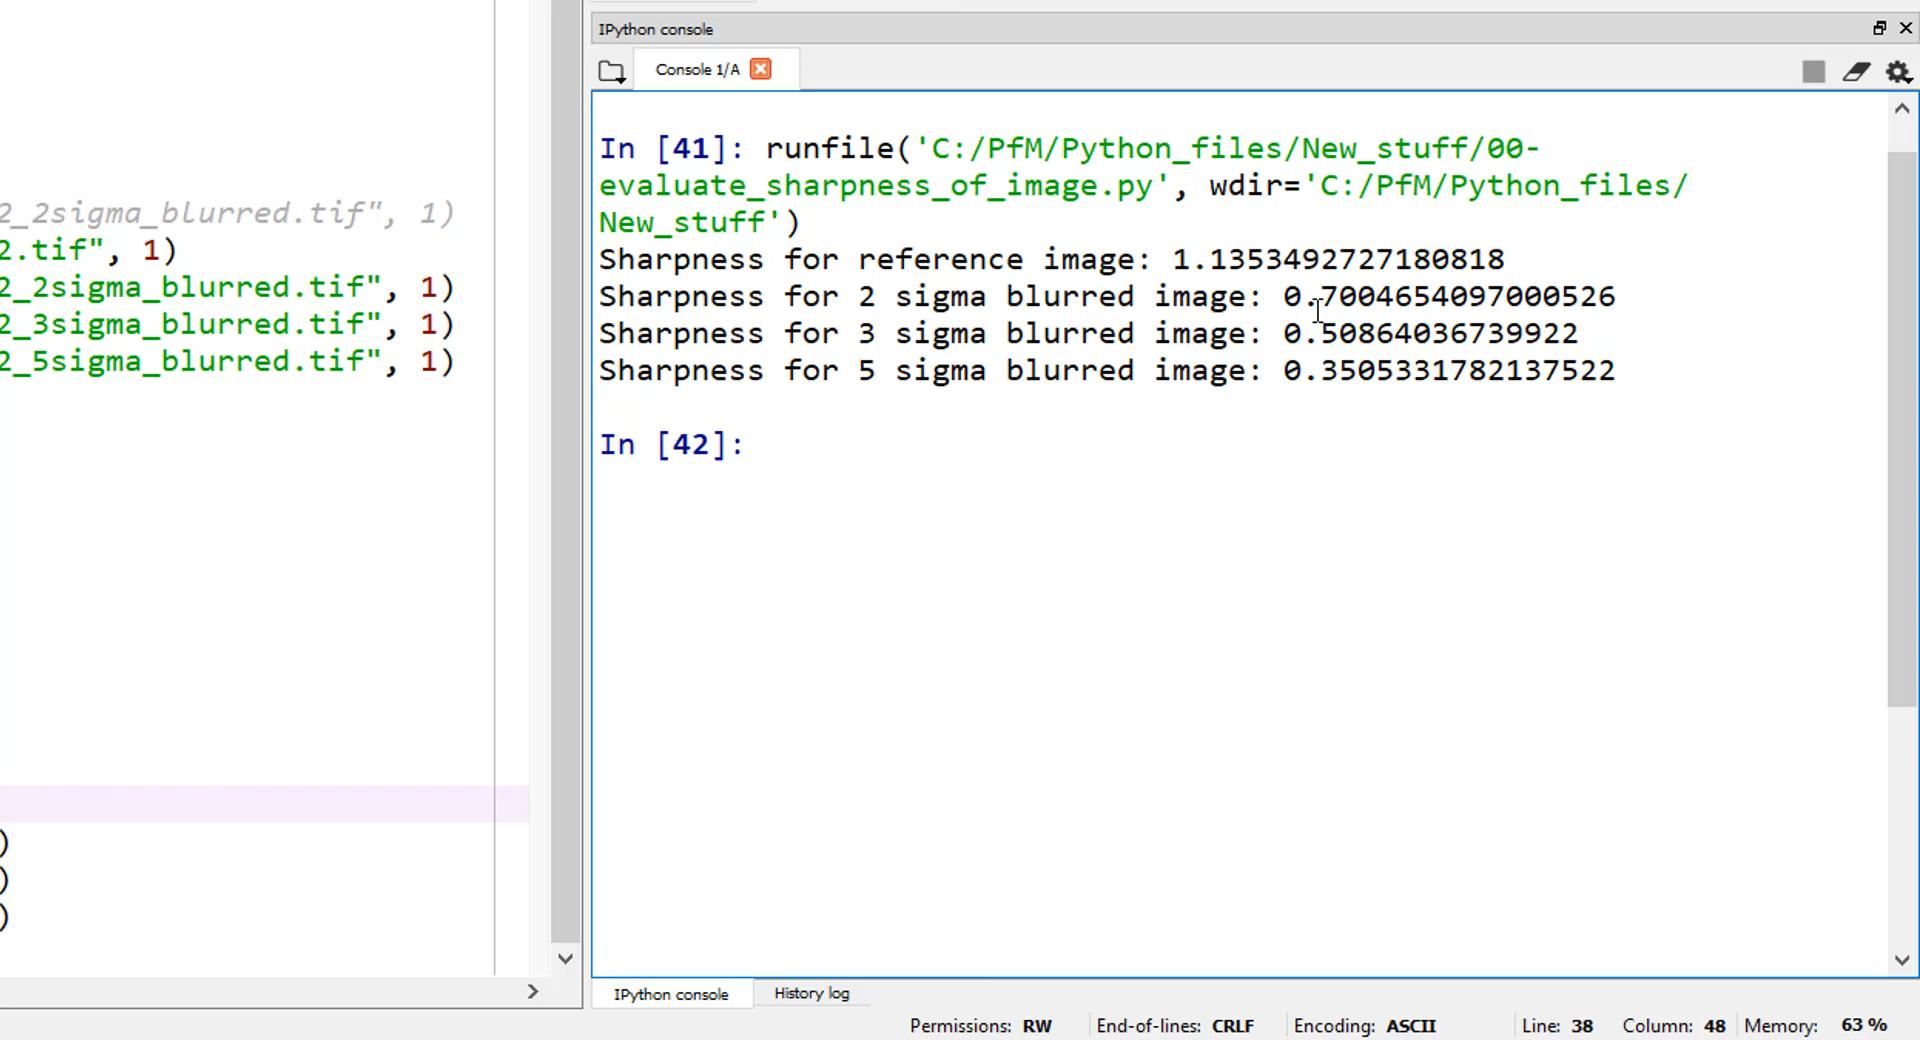 IPython console
Console 1/A
2_2sigma_blurred.tif", 1)
2.tif", 1)
2_2sigma_blurred.tif", 1)
2_3sigma_blurred.tif", 1)
2_5sigma_blurred.tif", 1)
)
)
)
In [41]: runfile('C:/PfM/Python_files/New_stuff/00-
evaluate_sharpness_of_image.py', wdir='C:/PfM/Python_files/
New_stuff')
Sharpness for reference image: 1.1353492727180818
Sharpness for 2 sigma blurred image: 0.7004654097000526
Sharpness for 3 sigma blurred image: 0.50864036739922
Sharpness for 5 sigma blurred image: 0.3505331782137522
In [42]:
IPython console History log
Permissions: RW End-of-lines: CRLF Encoding: ASCII Line: 38 Column: 48 Memory: 63 %